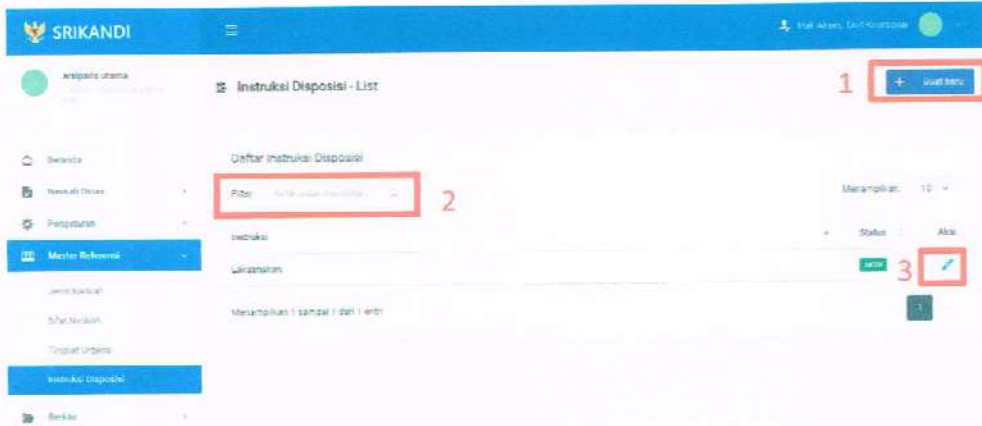 SRIKANDI
arsiparis utama
Instruksi Disposisi - List
1
+ Buat baru
Beranda
Daftar Instruksi Disposisi
Naskah Dinas
Filter:
2
Menampilkan: 10
Pengaturan
Instruksi
Status
Aksi
Master Referensi
Laksanakan
Aktif
3
Jenis Naskah
Menampilkan 1 sampai 1 dari 1 entri
1
Sifat Naskah
Tingkat Urgensi
Instruksi Disposisi
Berkas